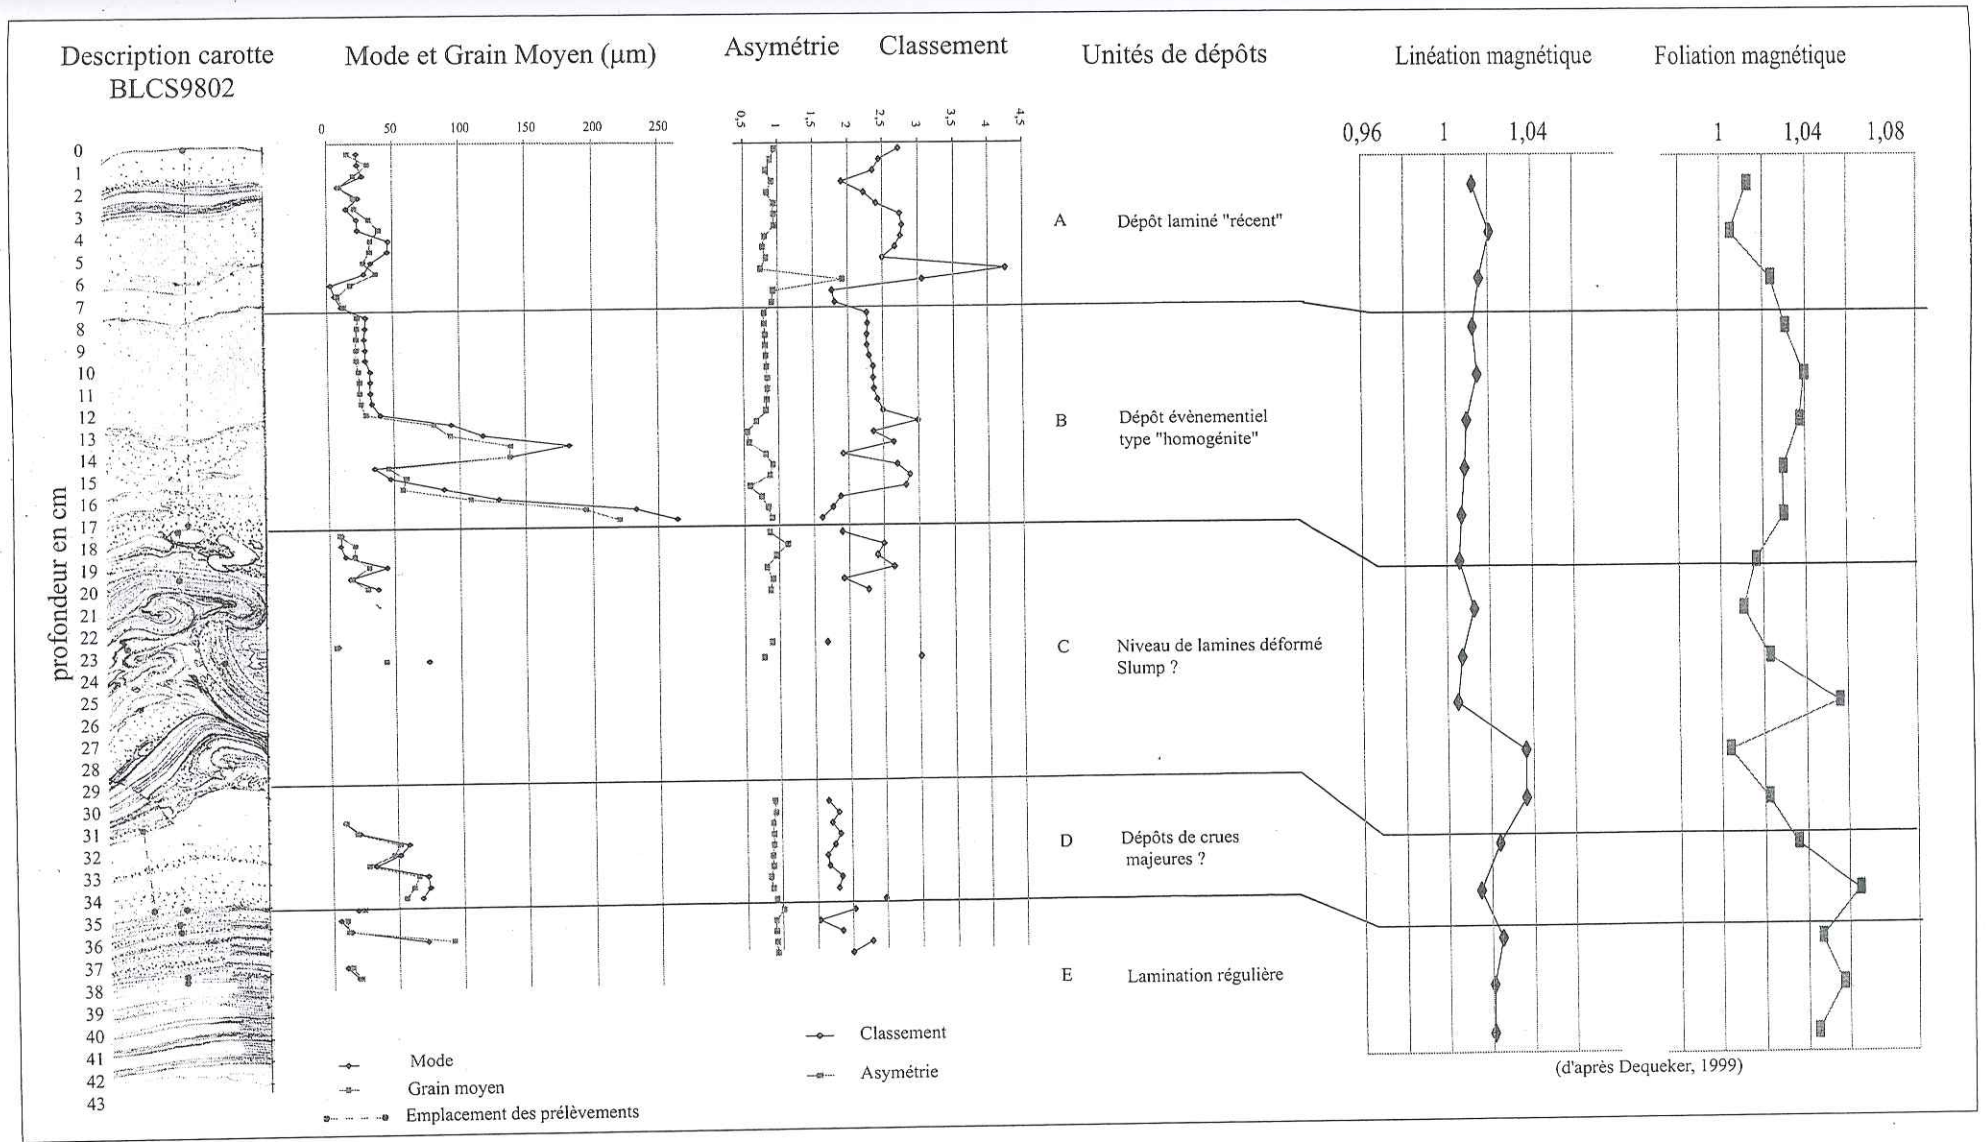 Description carotte
BLCS9802
Mode et Grain Moyen (µm)
Asymétrie
Classement
Unités de dépôts
Linéation magnétique
Foliation magnétique
0 50 100 150 200 250
0,5 1 1,5 2 2,5 3 3,5 4 4,5
0,96 1 1,04
1 1,04 1,08
profondeur en cm
0
1
2
3
4
5
6
7
8
9
10
11
12
13
14
15
16
17
18
19
20
21
22
23
24
25
26
27
28
29
30
31
32
33
34
35
36
37
38
39
40
41
42
43
A Dépôt laminé "récent"
B Dépôt évènementiel
type "homogénite"
C Niveau de lamines déformé
Slump ?
D Dépôts de crues
majeures ?
E Lamination régulière
Mode
Grain moyen
Emplacement des prélèvements
Classement
Asymétrie
(d'après Dequeker, 1999)